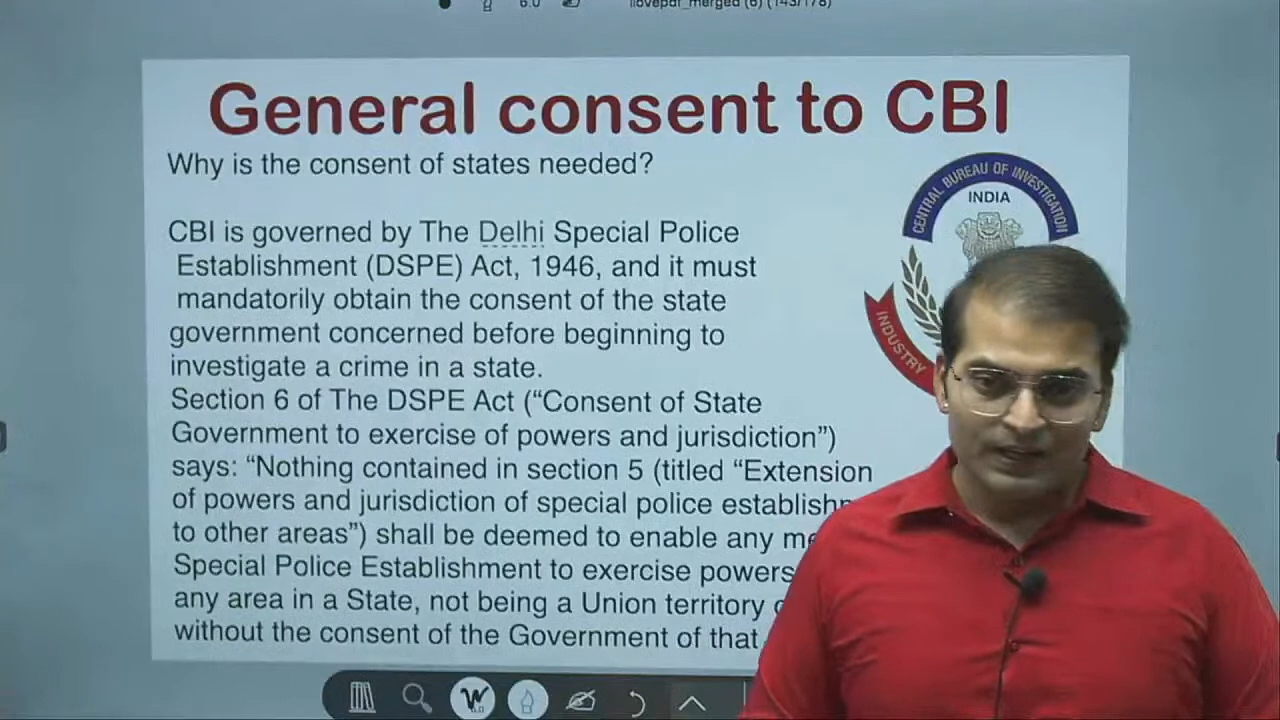 6.0 ilovepdf_merged (6) (143/178)
General consent to CBI
Why is the consent of states needed?
CENTRAL BUREAU OF INVESTIGATION
INDIA
INDUSTRY
CBI is governed by The Delhi Special Police
Establishment (DSPE) Act, 1946, and it must
mandatorily obtain the consent of the state
government concerned before beginning to
investigate a crime in a state.
Section 6 of The DSPE Act (“Consent of State
Government to exercise of powers and jurisdiction”)
says: “Nothing contained in section 5 (titled “Extension
of powers and jurisdiction of special police
to other areas”) shall be deemed to enable any
Special Police Establishment to exercise powers
any area in a State, not being a Union territory
without the consent of the Government of that
W
6.0